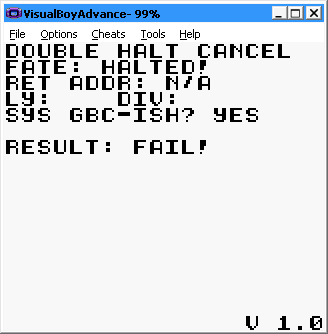 VisualBoyAdvance- 99%
File Options Cheats Tools Help
DOUBLE HALT CANCEL
FATE: HALTED!
RET ADDR: N/A
LY: DIV:
SYS GBC-ISH? YES
RESULT: FAIL!
V 1.0